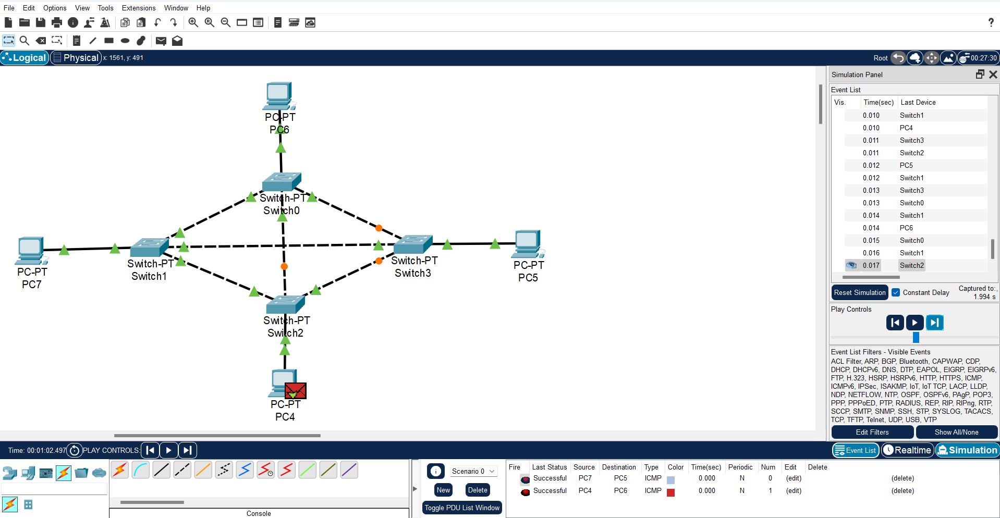 File Edit Options View Tools Extensions Window Help
?
Logical Physical x: 1561, y: 491
Root 00:27:30
PC-PT
PC6
Switch-PT
Switch0
PC-PT
PC7
Switch-PT
Switch1
Switch-PT
Switch3
PC-PT
PC5
Switch-PT
Switch2
PC-PT
PC4
Simulation Panel
Event List
Vis. Time(sec) Last Device
0.010 Switch1
0.010 PC4
0.011 Switch3
0.011 Switch2
0.012 PC5
0.012 Switch1
0.013 Switch3
0.013 Switch0
0.014 Switch1
0.014 PC6
0.015 Switch0
0.016 Switch1
0.017 Switch2
Reset Simulation Constant Delay Captured to:
1.994 s
Play Controls
Event List Filters - Visible Events
ACL Filter, ARP, BGP, Bluetooth, CAPWAP, CDP,
DHCP, DHCPv6, DNS, DTP, EAPOL, EIGRP, EIGRPv6,
FTP, H.323, HSRP, HSRPv6, HTTP, HTTPS, ICMP,
ICMPv6, IPSec, ISAKMP, IoT, IoT TCP, LACP, LLDP,
NDP, NETFLOW, NTP, OSPF, OSPFv6, PAgP, POP3,
PPP, PPPoED, PTP, RADIUS, REP, RIP, RIPng, RTP,
SCCP, SMTP, SNMP, SSH, STP, SYSLOG, TACACS,
TCP, TFTP, Telnet, UDP, USB, VTP
Edit Filters Show All/None
Time: 00:01:02.497 PLAY CONTROLS:
Event List Realtime Simulation
Console
Scenario 0
New Delete
Toggle PDU List Window
Fire Last Status Source Destination Type Color Time(sec) Periodic Num Edit Delete
Successful PC7 PC5 ICMP 0.000 N 0 (edit) (delete)
Successful PC4 PC6 ICMP 0.000 N 1 (edit) (delete)